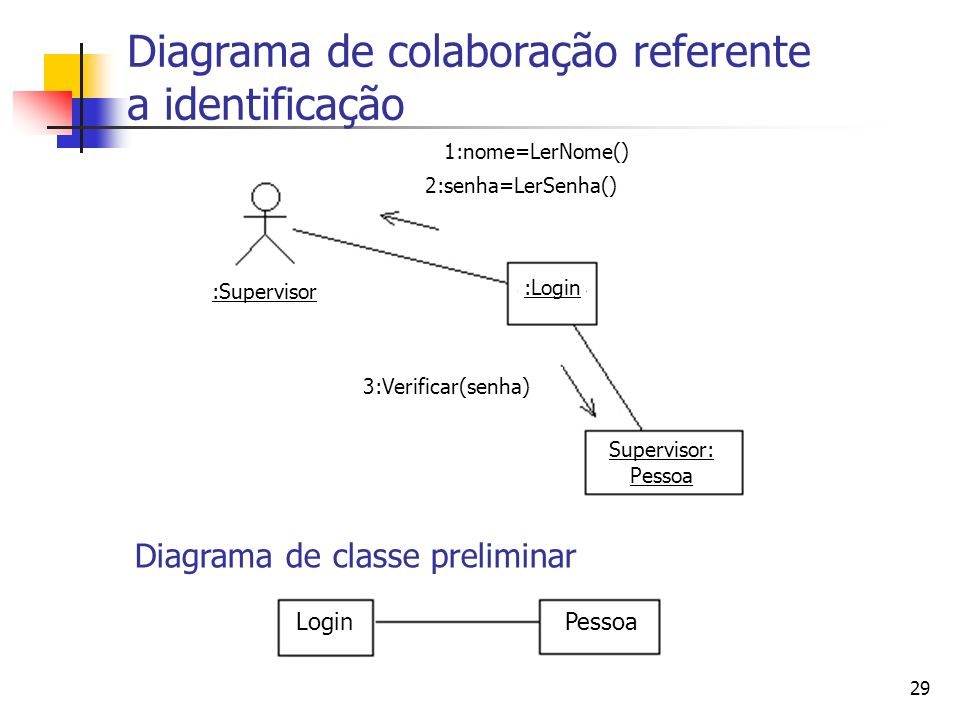 Diagrama de colaboração referente
a identificação
1:nome=LerNome()
2:senha=LerSenha()
:Supervisor
:Login
3:Verificar(senha)
Supervisor:
Pessoa
Diagrama de classe preliminar
Login
Pessoa
29